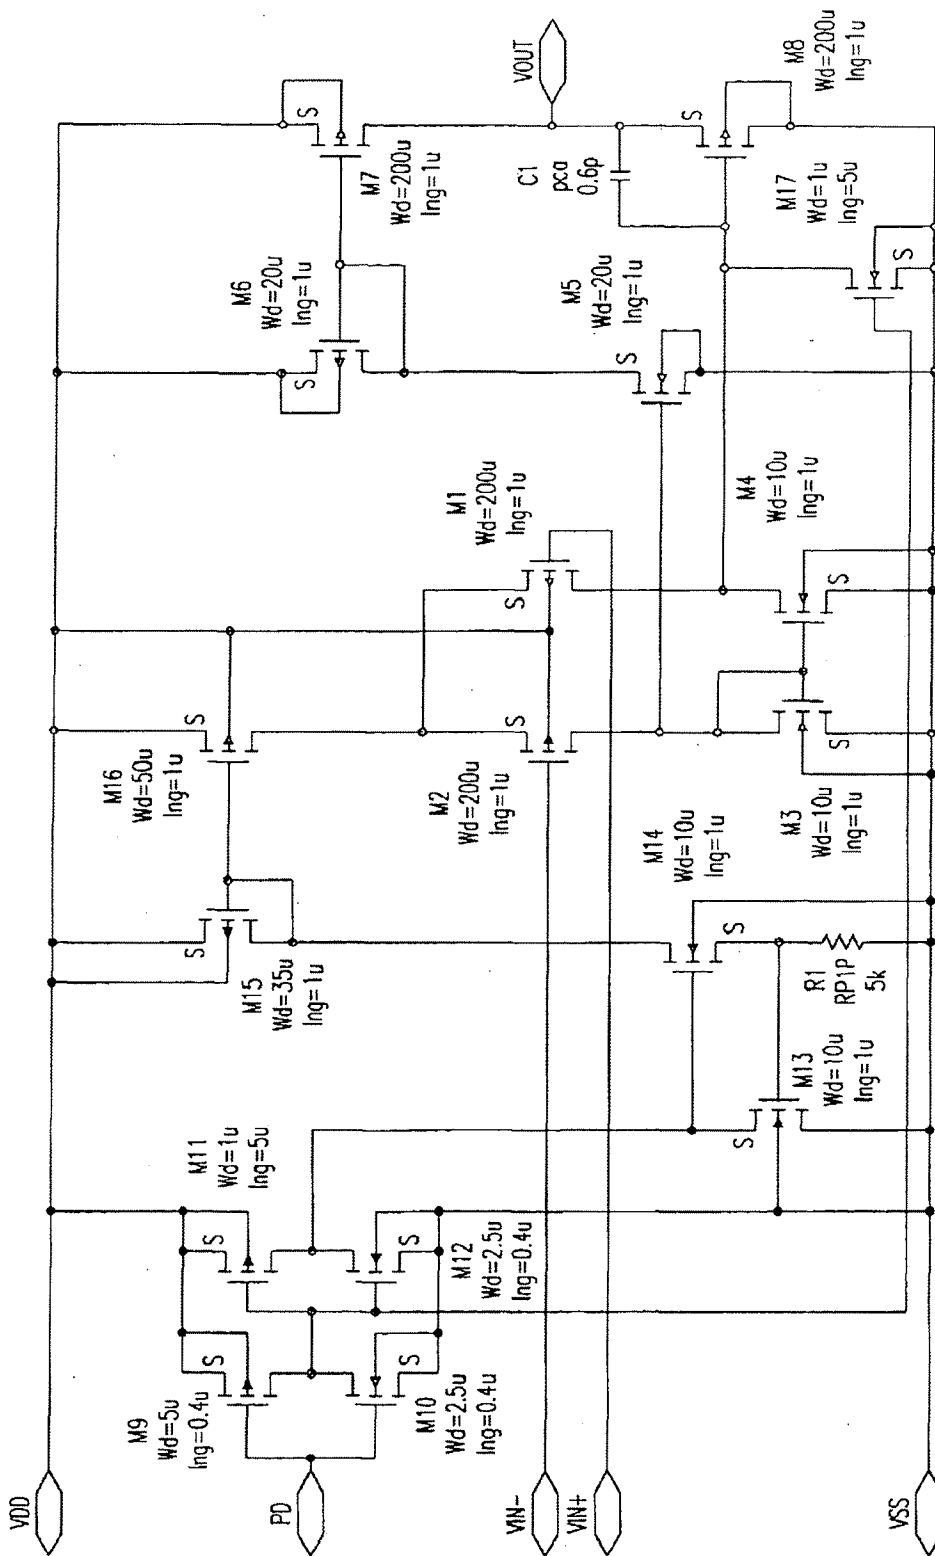 VDD
PD
VIN-
VIN+
VSS
M9
Wd=5u
lng=0.4u
S
M10
Wd=2.5u
lng=0.4u
S
M11
Wd=1u
lng=5u
S
M12
Wd=2.5u
lng=0.4u
S
M15
Wd=35u
lng=1u
S
M13
Wd=10u
lng=1u
S
M14
Wd=10u
lng=1u
S
R1
RP1P
5k
M16
Wd=50u
lng=1u
S
M2
Wd=200u
lng=1u
S
M1
Wd=200u
lng=1u
S
M3
Wd=10u
lng=1u
S
M4
Wd=10u
lng=1u
S
M6
Wd=20u
lng=1u
S
M5
Wd=20u
lng=1u
S
M7
Wd=200u
lng=1u
S
C1
pca
0.6p
M17
Wd=1u
lng=5u
S
M8
Wd=200u
lng=1u
S
VOUT